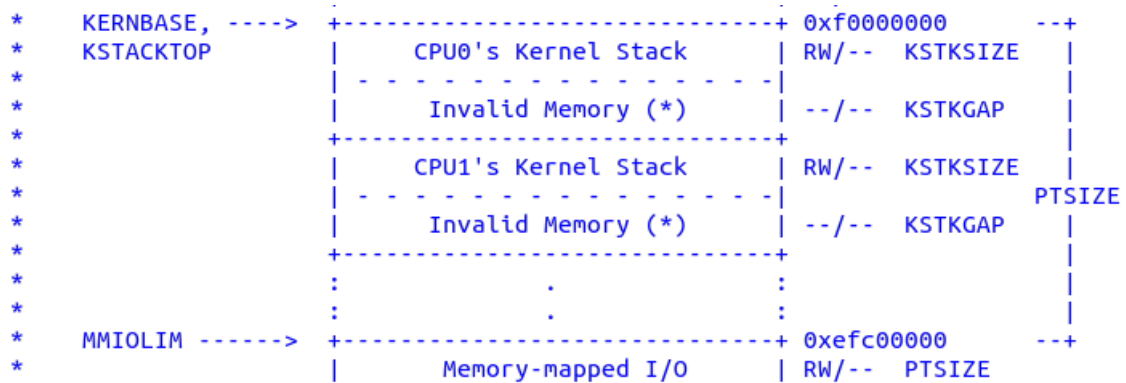 *    KERNBASE, ---->  +------------------------------+ 0xf0000000      --+
*    KSTACKTOP        |     CPU0's Kernel Stack      | RW/--  KSTKSIZE   |
*                     | - - - - - - - - - - - - - - -|                   |
*                     |      Invalid Memory (*)      | --/--  KSTKGAP    |
*                     +------------------------------+                   |
*                     |     CPU1's Kernel Stack      | RW/--  KSTKSIZE   |
*                     | - - - - - - - - - - - - - - -|                 PTSIZE
*                     |      Invalid Memory (*)      | --/--  KSTKGAP    |
*                     +------------------------------+                   |
*                     :              .               :                   |
*                     :              .               :                   |
*    MMIOLIM ------>  +------------------------------+ 0xefc00000      --+
*                     |       Memory-mapped I/O      | RW/--  PTSIZE